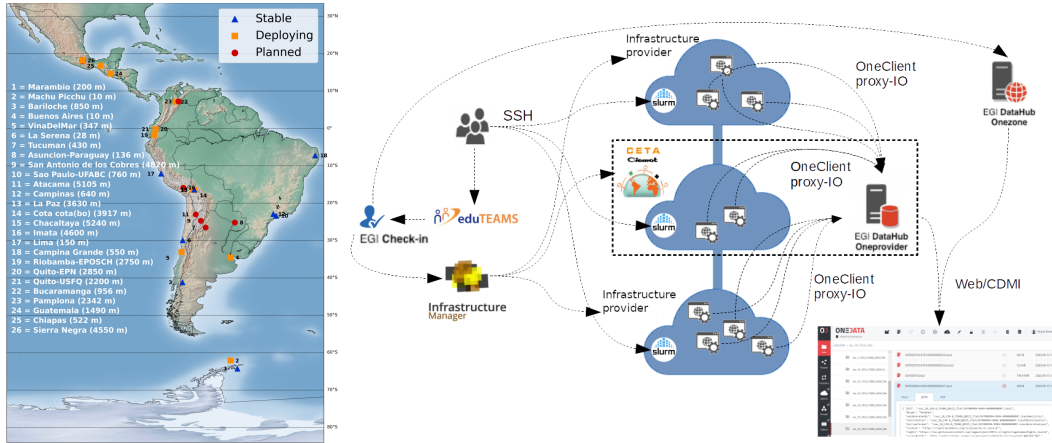 Stable
Deploying
Planned
30°N
20°N
10°N
0°
10°S
20°S
30°S
40°S
50°S
60°S
70°S
80°S
1 = Marambio (200 m)
2 = Machu Picchu (10 m)
3 = Bariloche (850 m)
4 = Buenos Aires (10 m)
5 = VinaDelMar (347 m)
6 = La Serena (28 m)
7 = Tucuman (430 m)
8 = Asuncion-Paraguay (136 m)
9 = San Antonio de los Cobres (4820 m)
10 = Sao Paulo-UFABC (760 m)
11 = Atacama (5105 m)
12 = Campinas (640 m)
13 = La Paz (3630 m)
14 = Cota cota(bo) (3917 m)
15 = Chacaltaya (5240 m)
16 = Imata (4600 m)
17 = Lima (150 m)
18 = Campina Grande (550 m)
19 = Riobamba-EPOSCH (2750 m)
20 = Quito-EPN (2850 m)
21 = Quito-USFQ (2200 m)
22 = Bucaramanga (956 m)
23 = Pamplona (2342 m)
24 = Guatemala (1490 m)
25 = Chiapas (522 m)
26 = Sierra Negra (4550 m)
Infrastructure
provider
SSH
slurm
OneClient
proxy-IO
EGI DataHub
Onezone
CETA
Ciemat
slurm
OneClient
proxy-IO
EGI DataHub
Oneprovider
eduTEAMS
EGI Check-in
Infrastructure
Manager
Infrastructure
provider
slurm
OneClient
proxy-IO
Web/CDMI
ONEDATA